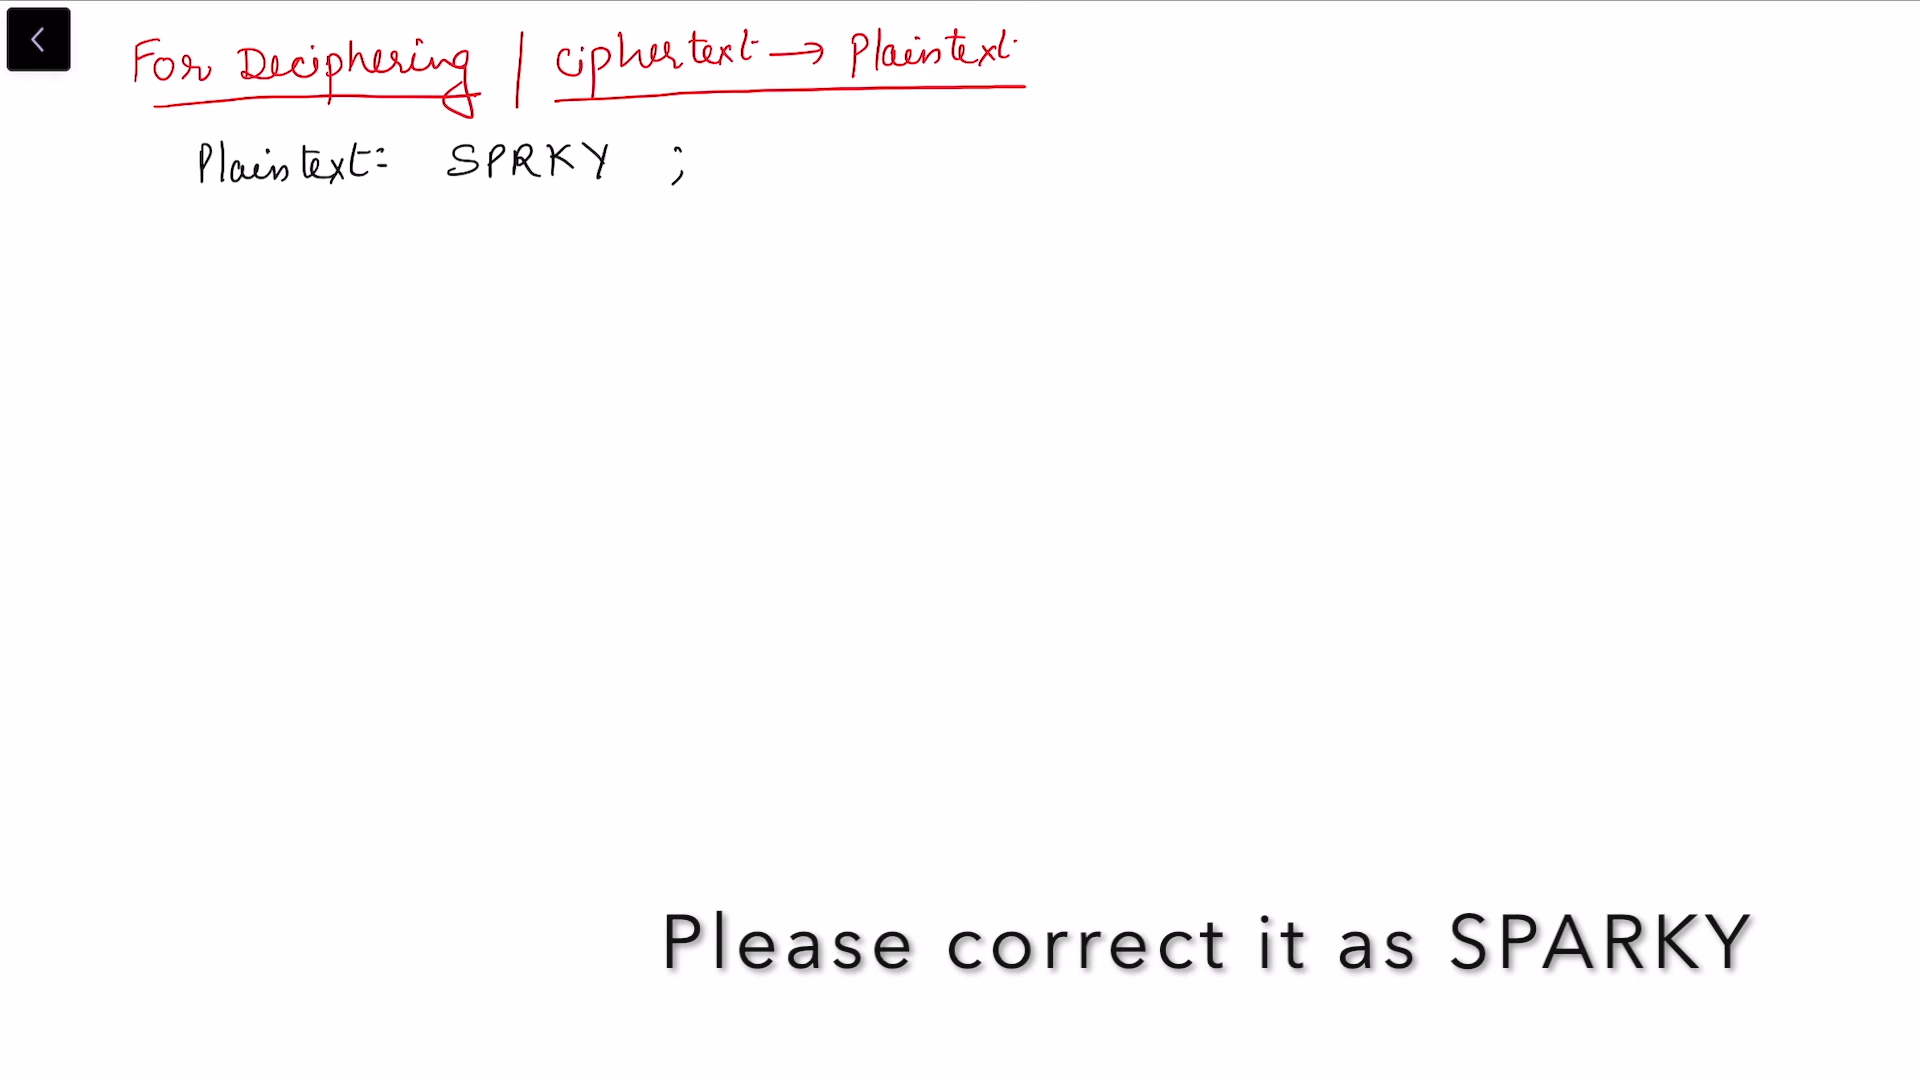 For Deciphering | ciphertext → Plaintext
Plaintext: SPRKY ;
Please correct it as SPARKY